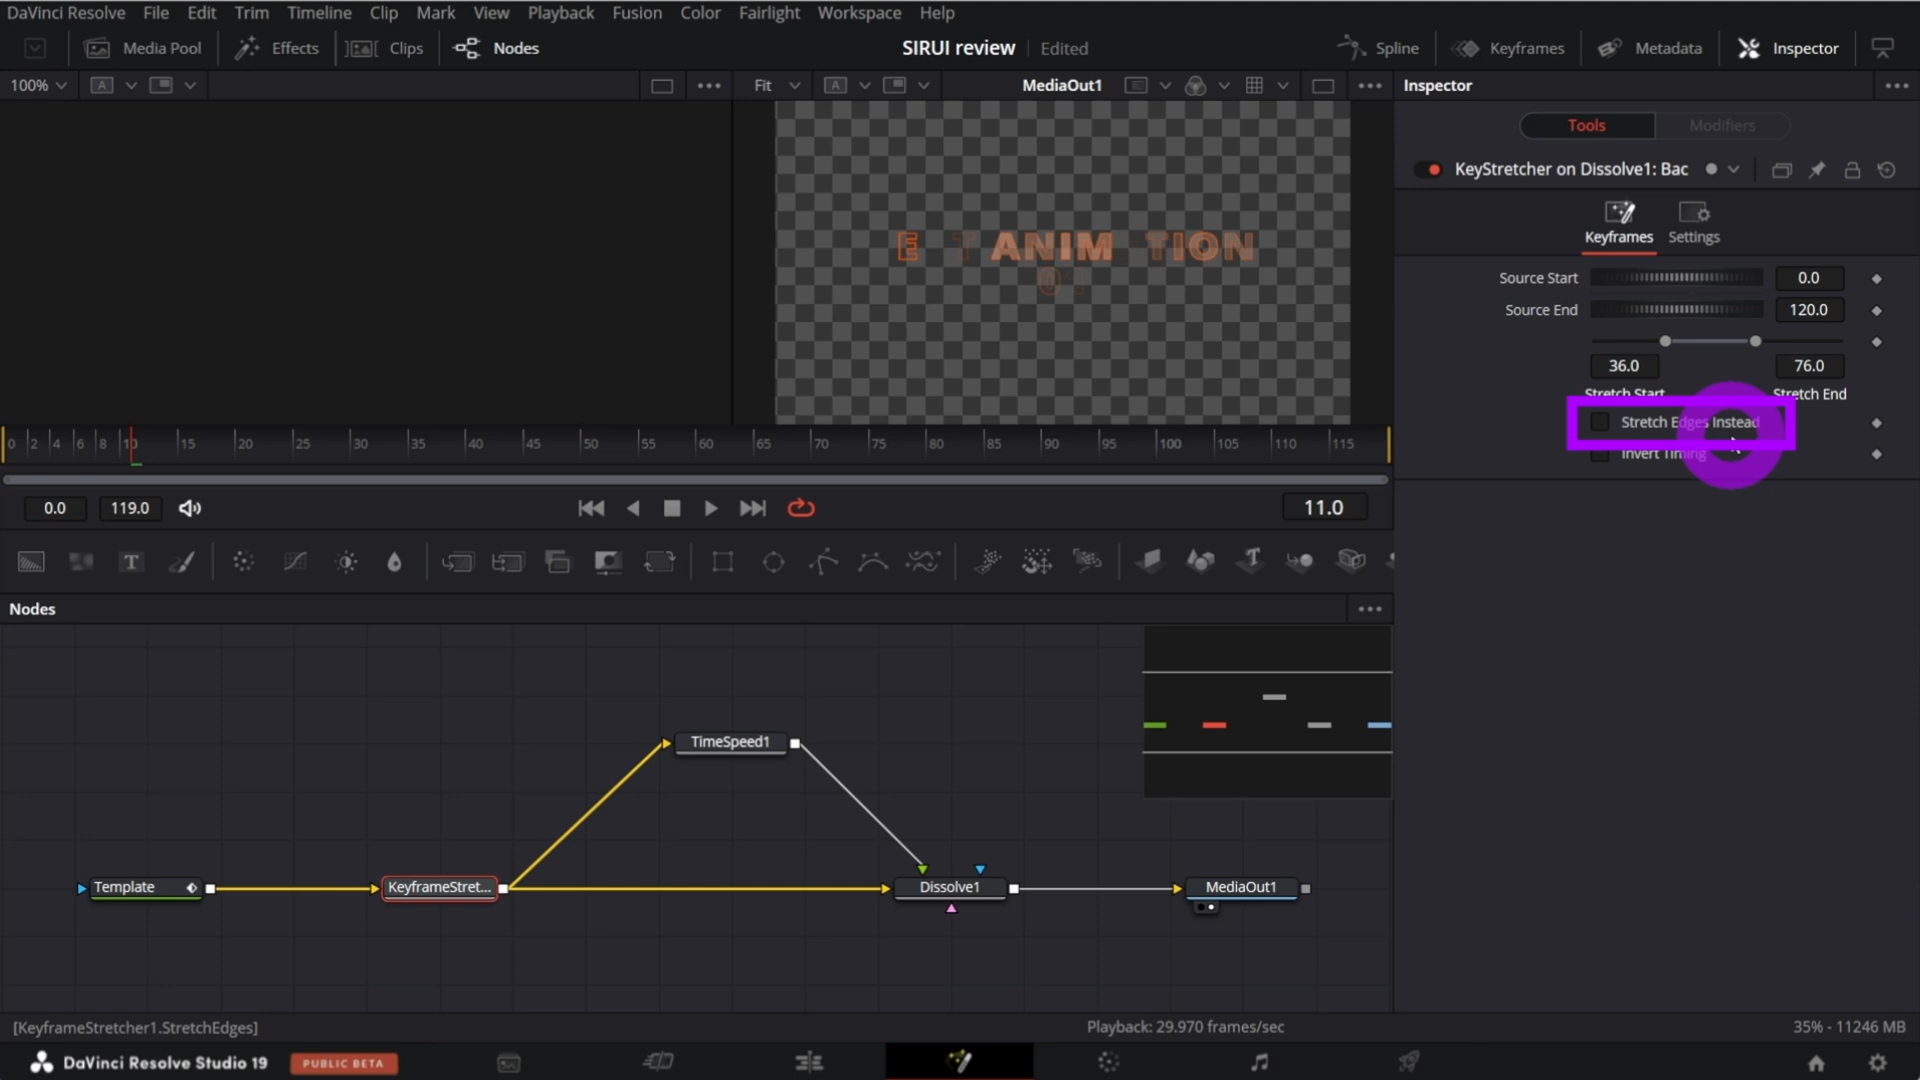 DaVinci Resolve File Edit Trim Timeline Clip Mark View Playback Fusion Color Fairlight Workspace Help
Media Pool Effects Clips Nodes SIRUI review Edited Spline Keyframes Metadata Inspector
100% A Fit A MediaOut1 Inspector
Tools Modifiers
KeyStretcher on Dissolve1: Bac
Keyframes Settings
E T ANIM TION
Source Start 0.0
Source End 120.0
36.0 76.0
Stretch Start Stretch End
Stretch Edges Instead
Invert Timing
0 2 4 6 8 10 15 20 25 30 35 40 45 50 55 60 65 70 75 80 85 90 95 100 105 110 115
0.0 119.0 11.0
T T
Nodes
TimeSpeed1
Template KeyframeStret... Dissolve1 MediaOut1
[KeyframeStretcher1.StretchEdges] Playback: 29.970 frames/sec 35% - 11246 MB
DaVinci Resolve Studio 19 PUBLIC BETA